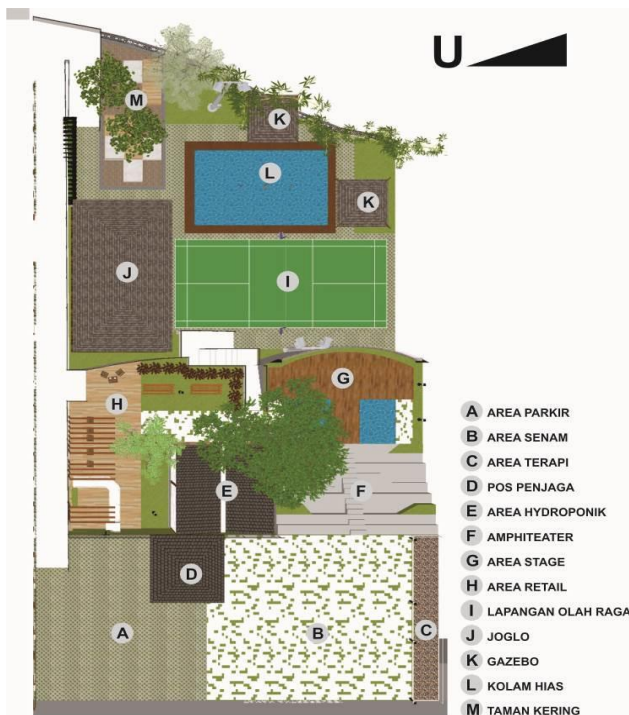 U
M
K
L
K
J
I
G
H
E
F
D
A
B
C
A AREA PARKIR
B AREA SENAM
C AREA TERAPI
D POS PENJAGA
E AREA HYDROPONIK
F AMPHITEATER
G AREA STAGE
H AREA RETAIL
I LAPANGAN OLAH RAGA
J JOGLO
K GAZEBO
L KOLAM HIAS
M TAMAN KERING